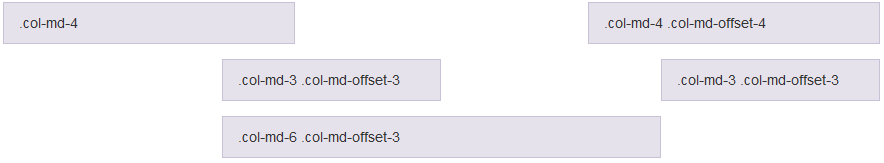 .col-md-4
.col-md-4 .col-md-offset-4
.col-md-3 .col-md-offset-3
.col-md-3 .col-md-offset-3
.col-md-6 .col-md-offset-3